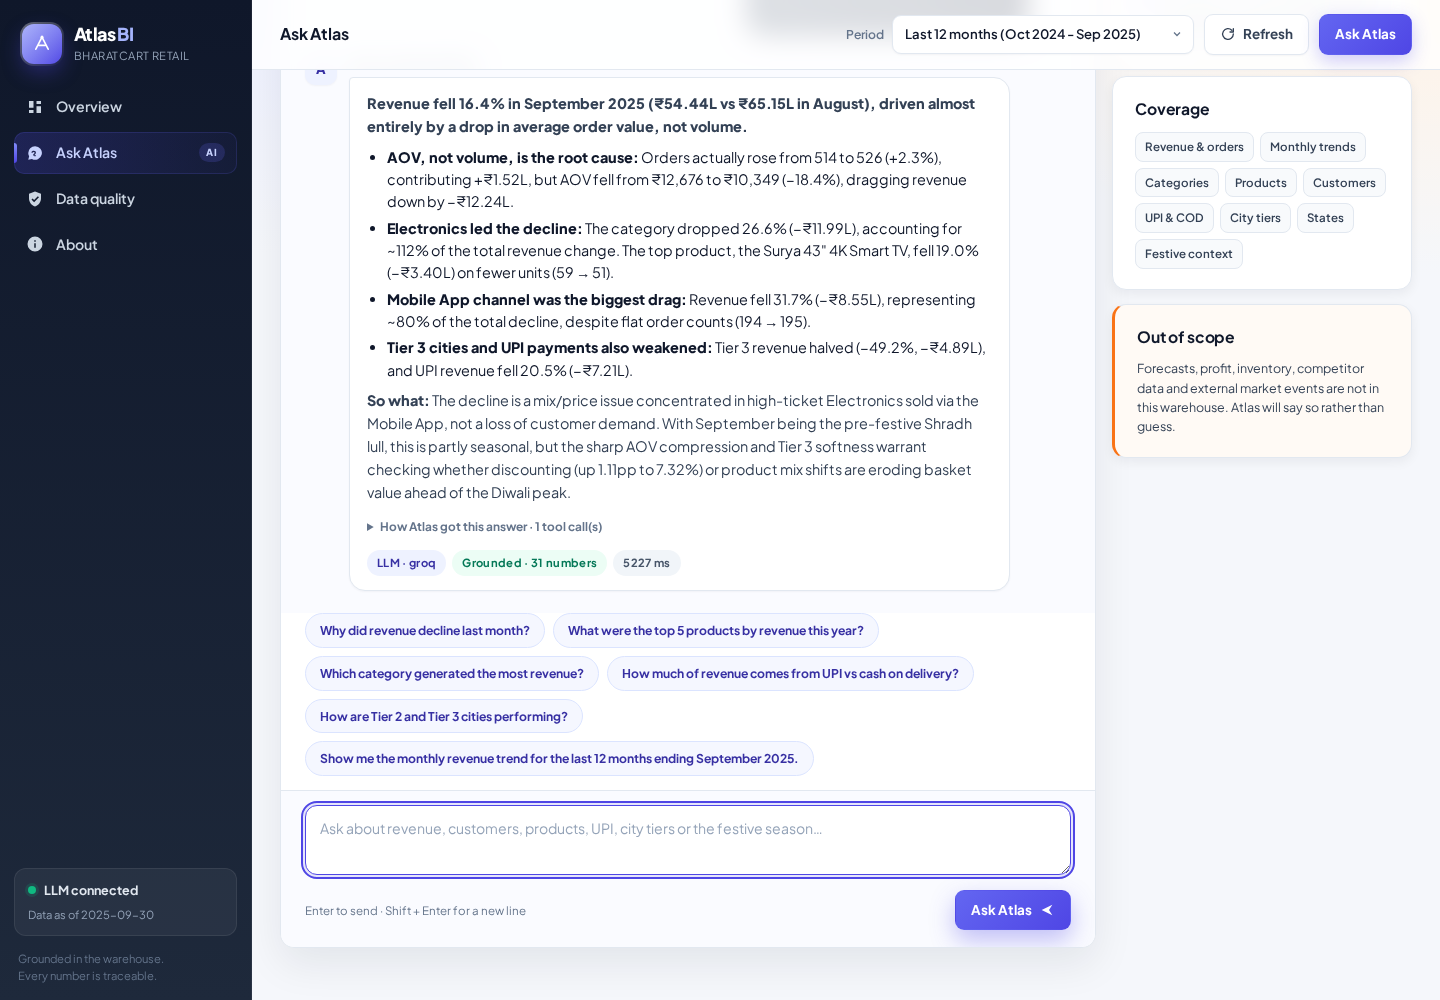 AtlasBI
BHARATCART RETAIL
Overview
Ask Atlas
AI
Data quality
About
LLM connected
Data as of 2025-09-30
Grounded in the warehouse.
Every number is traceable.
Ask Atlas
Period
Last 12 months (Oct 2024 - Sep 2025)
Refresh
Ask Atlas
A
Revenue fell 16.4% in September 2025 (₹54.44L vs ₹65.15L in August), driven almost
entirely by a drop in average order value, not volume.
• AOV, not volume, is the root cause: Orders actually rose from 514 to 526 (+2.3%),
contributing +₹1.52L, but AOV fell from ₹12,676 to ₹10,349 (−18.4%), dragging revenue
down by −₹12.24L.
• Electronics led the decline: The category dropped 26.6% (−₹11.99L), accounting for
~112% of the total revenue change. The top product, the Surya 43" 4K Smart TV, fell 19.0%
(−₹3.40L) on fewer units (59 → 51).
• Mobile App channel was the biggest drag: Revenue fell 31.7% (−₹8.55L), representing
~80% of the total decline, despite flat order counts (194 → 195).
• Tier 3 cities and UPI payments also weakened: Tier 3 revenue halved (−49.2%, −₹4.89L),
and UPI revenue fell 20.5% (−₹7.21L).
So what: The decline is a mix/price issue concentrated in high-ticket Electronics sold via the
Mobile App, not a loss of customer demand. With September being the pre-festive Shradh
lull, this is partly seasonal, but the sharp AOV compression and Tier 3 softness warrant
checking whether discounting (up 1.11pp to 7.32%) or product mix shifts are eroding basket
value ahead of the Diwali peak.
▶ How Atlas got this answer · 1 tool call(s)
LLM · groq
Grounded · 31 numbers
5227 ms
Why did revenue decline last month?
What were the top 5 products by revenue this year?
Which category generated the most revenue?
How much of revenue comes from UPI vs cash on delivery?
How are Tier 2 and Tier 3 cities performing?
Show me the monthly revenue trend for the last 12 months ending September 2025.
Ask about revenue, customers, products, UPI, city tiers or the festive season…
Enter to send · Shift + Enter for a new line
Ask Atlas
Coverage
Revenue & orders
Monthly trends
Categories
Products
Customers
UPI & COD
City tiers
States
Festive context
Out of scope
Forecasts, profit, inventory, competitor
data and external market events are not in
this warehouse. Atlas will say so rather than
guess.